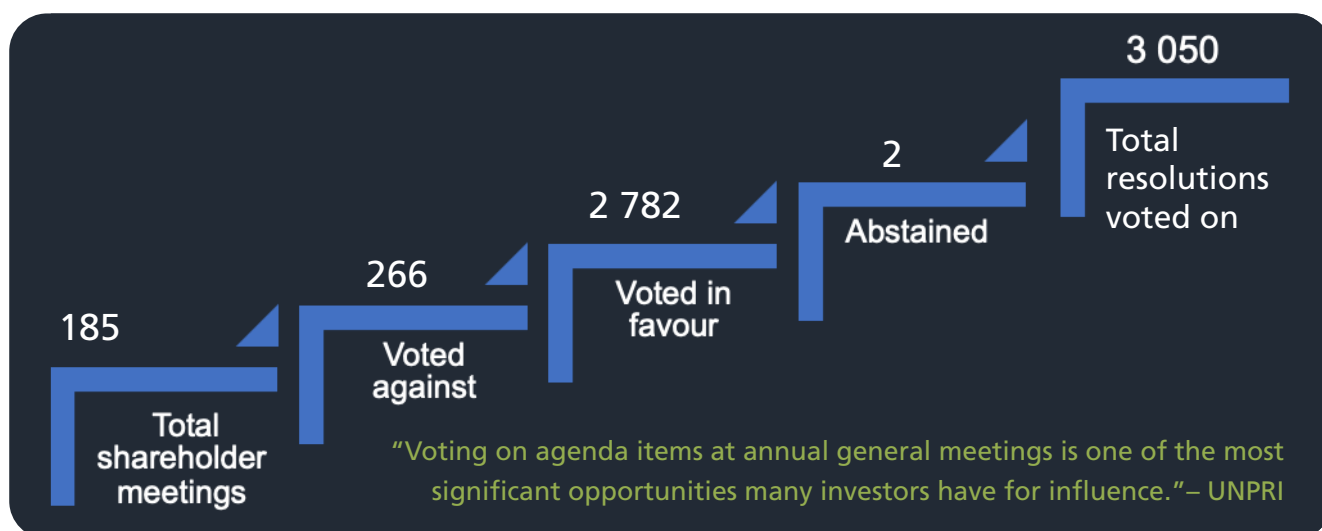 185
Total
shareholder
meetings
266
Voted
against
2 782
Voted in
favour
2
Abstained
3 050
Total
resolutions
voted on
“Voting on agenda items at annual general meetings is one of the most
significant opportunities many investors have for influence.”– UNPRI